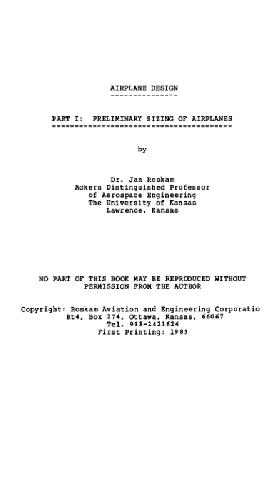 AIRPLANE DESIGN
PART I: PRELIMINARY SIZING OF AIRPLANES
by
Dr. Jan Roskam
Ackers Distinguished Professor
of Aerospace Engineering
The University of Kansas
Lawrence, Kansas
NO PART OF THIS BOOK MAY BE REPRODUCED WITHOUT
PERMISSION FROM THE AUTHOR
Copyright: Roskam Aviation and Engineering Corporatio
Rt4, Box 274, Ottawa, Kansas, 66067
Tel. 913-2421624
First Printing: 1985